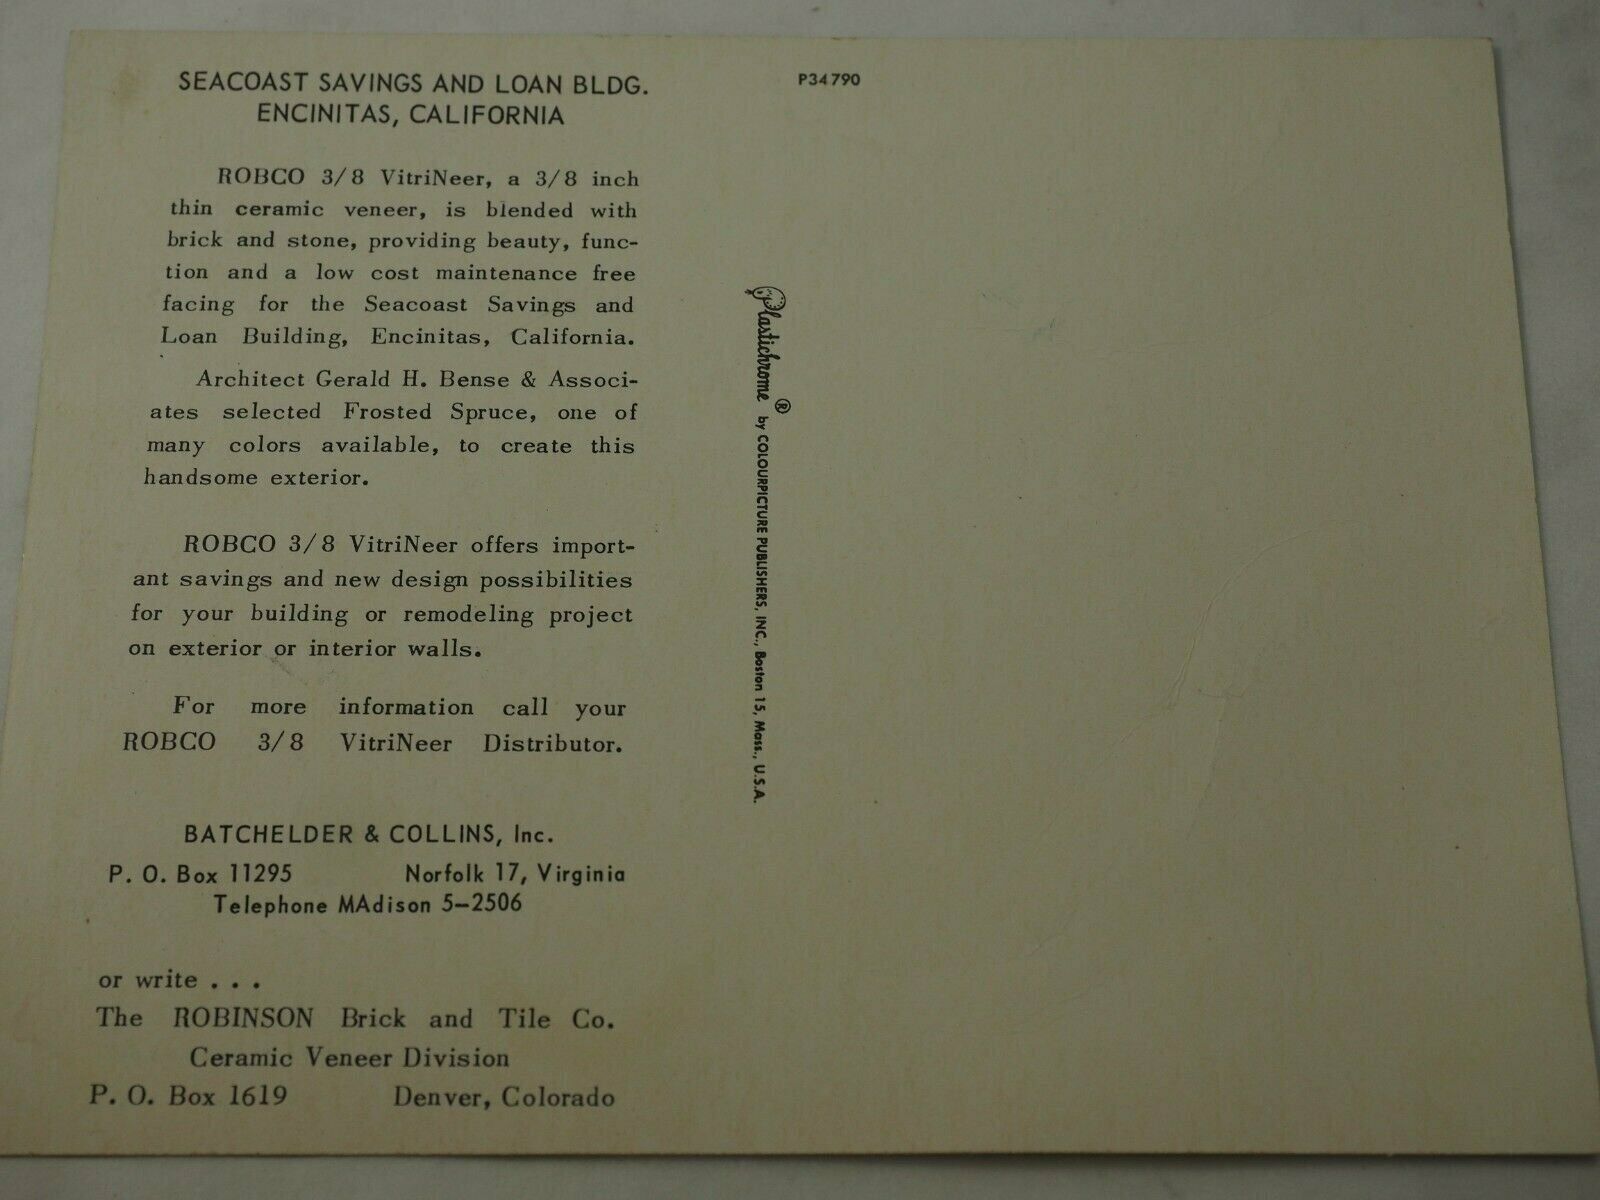 SEACOAST SAVINGS AND LOAN BLDG.
ENCINITAS, CALIFORNIA
ROBCO 3/8 VitriNeer, a 3/8 inch
thin ceramic veneer, is blended with
brick and stone, providing beauty, func-
tion and a low cost maintenance free
facing for the Seacoast Savings and
Loan Building, Encinitas, California.
Architect Gerald H. Bense & Associ-
ates selected Frosted Spruce, one of
many colors available, to create this
handsome exterior.
ROBCO 3/8 VitriNeer offers import-
ant savings and new design possibilities
for your building or remodeling project
on exterior or interior walls.
For more information call your
ROBCO 3/8 VitriNeer Distributor.
BATCHELDER & COLLINS, Inc.
P. O. Box 11295 Norfolk 17, Virginia
Telephone MAdison 5-2506
or write . . .
The ROBINSON Brick and Tile Co.
Ceramic Veneer Division
P. O. Box 1619 Denver, Colorado
P34790
Plastichrome ® by COLOURPICTURE PUBLISHERS, INC., Boston 15, Mass., U.S.A.